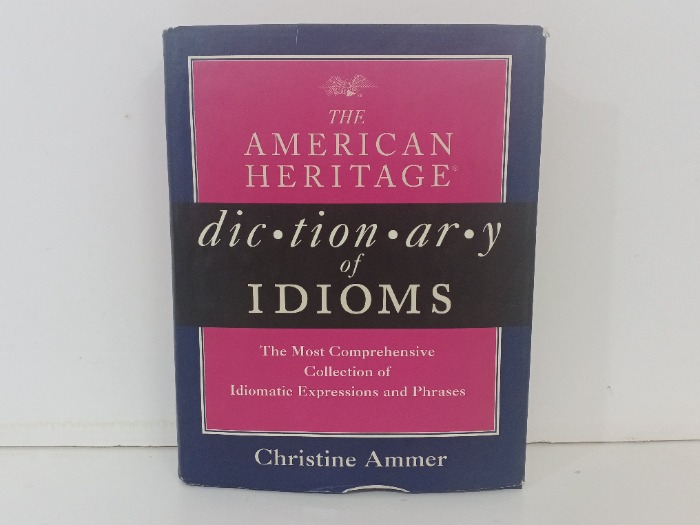 THE
AMERICAN
HERITAGE®
dic•tion•ar•y
of
IDIOMS
The Most Comprehensive
Collection of
Idiomatic Expressions and Phrases
Christine Ammer